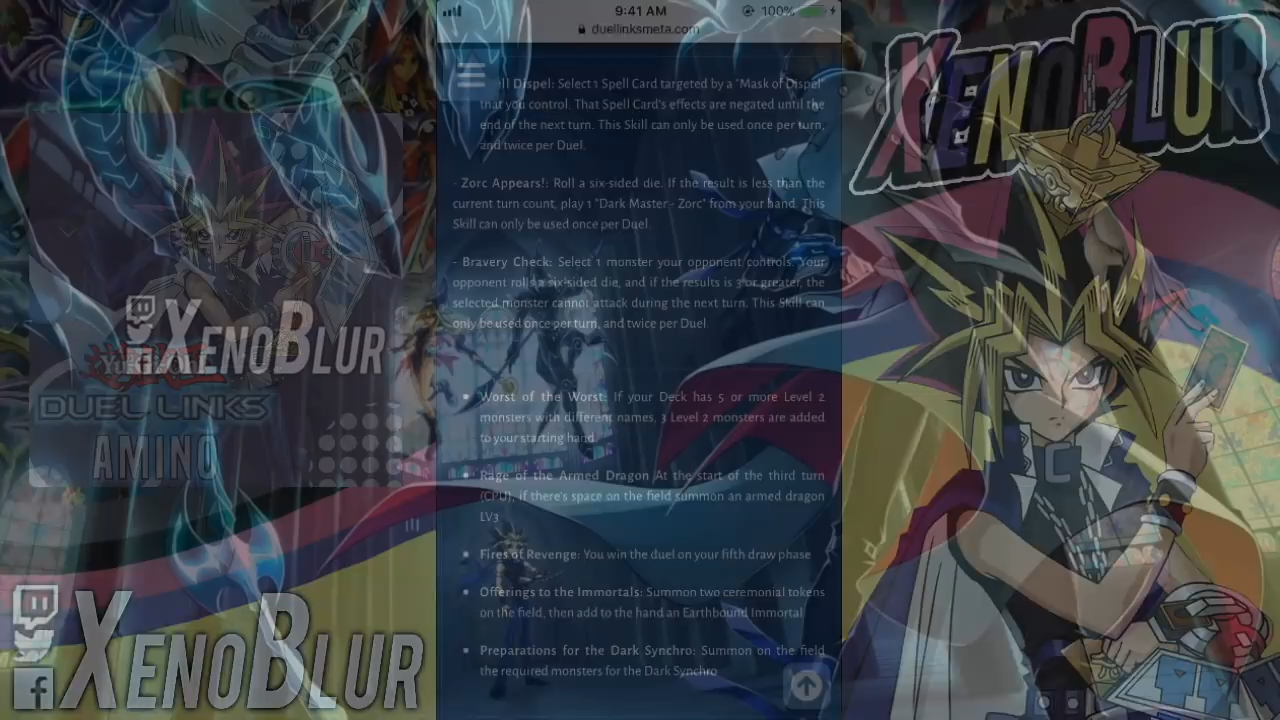 9:41 AM
100%
duellinksmeta.com
ll Dispel: Select 1 Spell Card targeted by a "Mask of Dispel"
that you control. That Spell Card's effects are negated until the
end of the next turn. This Skill can only be used once per turn,
and twice per Duel.
- Zorc Appears!: Roll a six-sided die. If the result is less than the
current turn count, play 1 "Dark Master - Zorc" from your hand. This
Skill can only be used once per Duel.
- Bravery Check: Select 1 monster your opponent controls. Your
opponent rolls a six-sided die, and if the results is 3 or greater, the
selected monster cannot attack during the next turn. This Skill can
only be used once per turn, and twice per Duel.
Worst of the Worst: If your Deck has 5 or more Level 2
monsters with different names, 3 Level 2 monsters are added
to your starting hand
Rage of the Armed Dragon At the start of the third turn
(CPU), if there's space on the field summon an armed dragon
LV3
Fires of Revenge: You win the duel on your fifth draw phase
Offerings to the Immortals: Summon two ceremonial tokens
on the field, then add to the hand an Earthbound Immortal
Preparations for the Dark Synchro: Summon on the field
the required monsters for the Dark Synchro
XENOBLUR
YU-GI-OH!
DUEL LINKS
AMINO
XENOBLUR
XENOBLUR